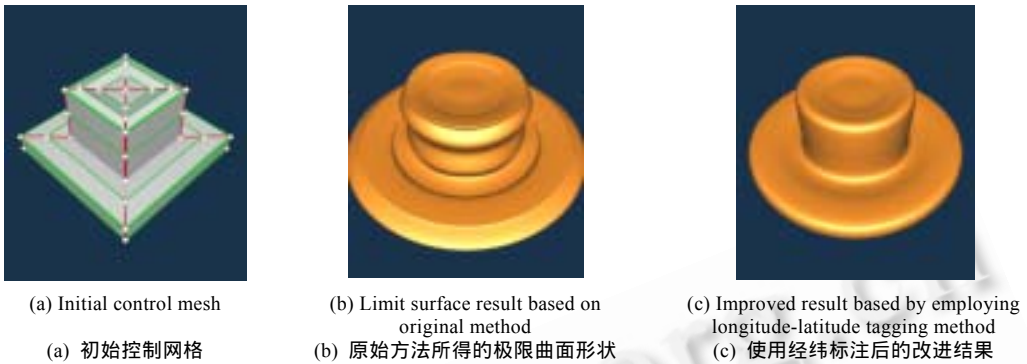 (a) Initial control mesh
(a) 初始控制网格
(b) Limit surface result based on
original method
(b) 原始方法所得的极限曲面形状
(c) Improved result based by employing
longitude-latitude tagging method
(c) 使用经纬标注后的改进结果